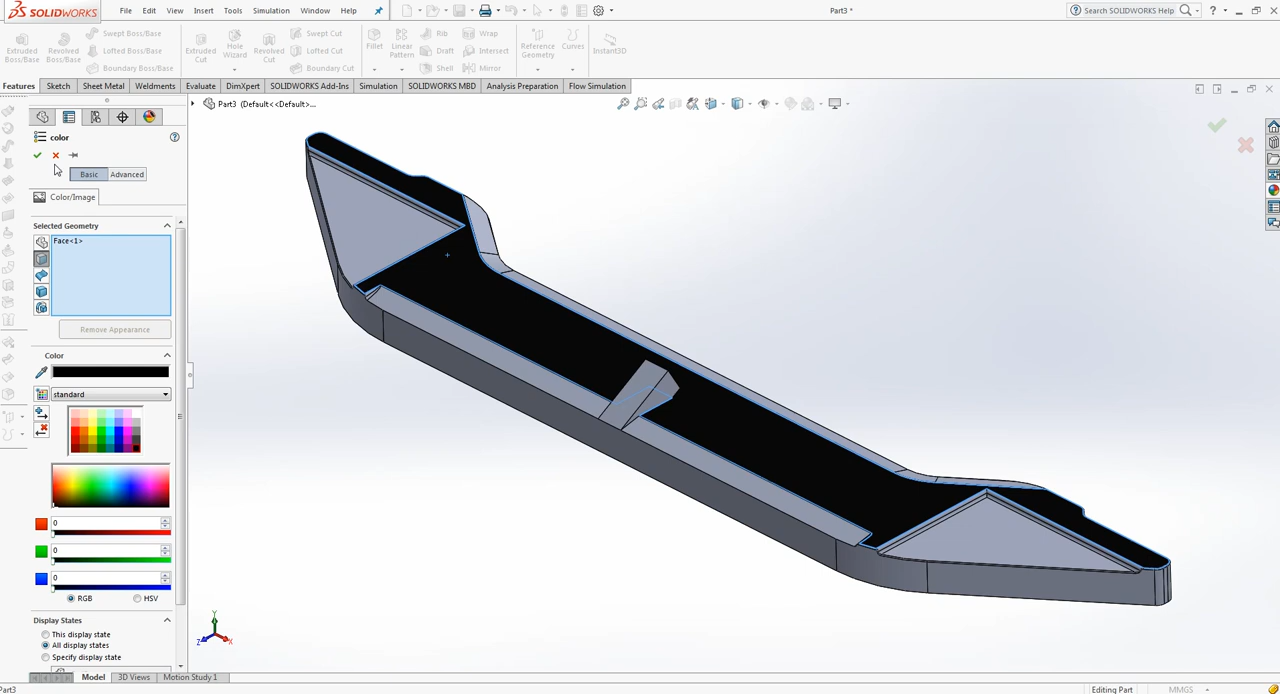 SOLIDWORKS
File Edit View Insert Tools Simulation Window Help
Part3 *
Search SOLIDWORKS Help
Extruded Boss/Base
Revolved Boss/Base
Swept Boss/Base
Lofted Boss/Base
Boundary Boss/Base
Extruded Cut
Hole Wizard
Revolved Cut
Swept Cut
Lofted Cut
Boundary Cut
Fillet
Linear Pattern
Rib
Draft
Shell
Wrap
Intersect
Mirror
Reference Geometry
Curves
Instant3D
Features Sketch Sheet Metal Weldments Evaluate DimXpert SOLIDWORKS Add-Ins Simulation SOLIDWORKS MBD Analysis Preparation Flow Simulation
Part3 (Default<<Default>...
color
Basic Advanced
Color/Image
Selected Geometry
Face<1>
Remove Appearance
Color
standard
0
0
0
RGB HSV
Display States
This display state
All display states
Specify display state
Y
Z X
Model 3D Views Motion Study 1
Part3 Editing Part MMGS